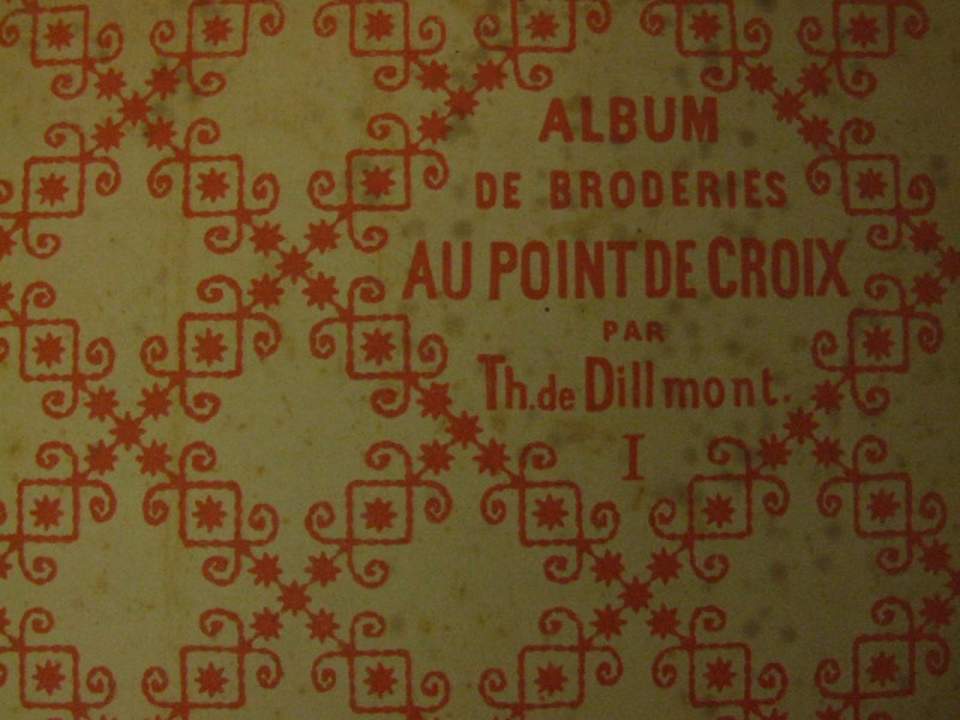 ALBUM
DE BRODERIES
AU POINT DE CROIX
PAR
Th. de Dillmont.
I